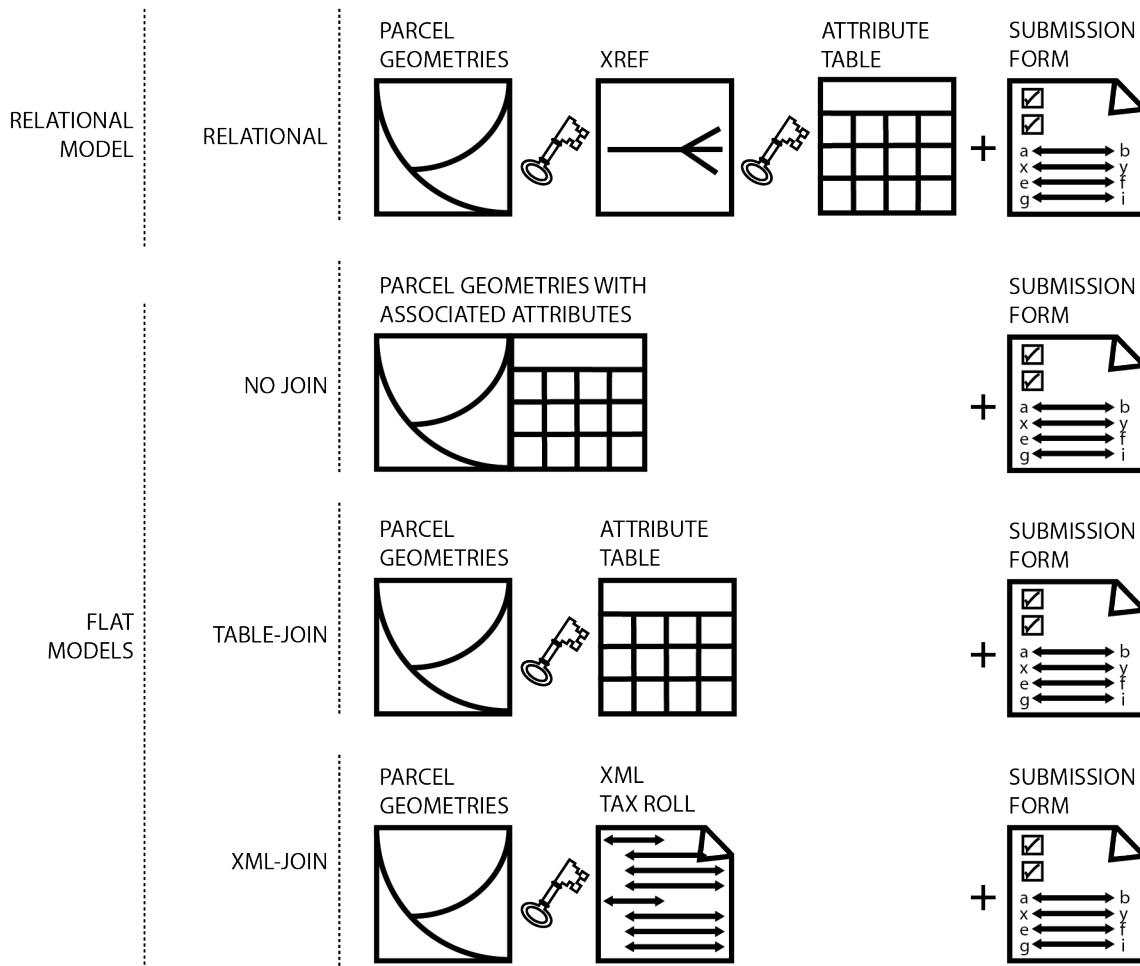 RELATIONAL
MODEL
RELATIONAL
PARCEL
GEOMETRIES
XREF
ATTRIBUTE
TABLE
+
SUBMISSION
FORM
a b
x y
e f
g i
FLAT
MODELS
NO JOIN
PARCEL GEOMETRIES WITH
ASSOCIATED ATTRIBUTES
+
SUBMISSION
FORM
a b
x y
e f
g i
TABLE-JOIN
PARCEL
GEOMETRIES
ATTRIBUTE
TABLE
+
SUBMISSION
FORM
a b
x y
e f
g i
XML-JOIN
PARCEL
GEOMETRIES
XML
TAX ROLL
+
SUBMISSION
FORM
a b
x y
e f
g i